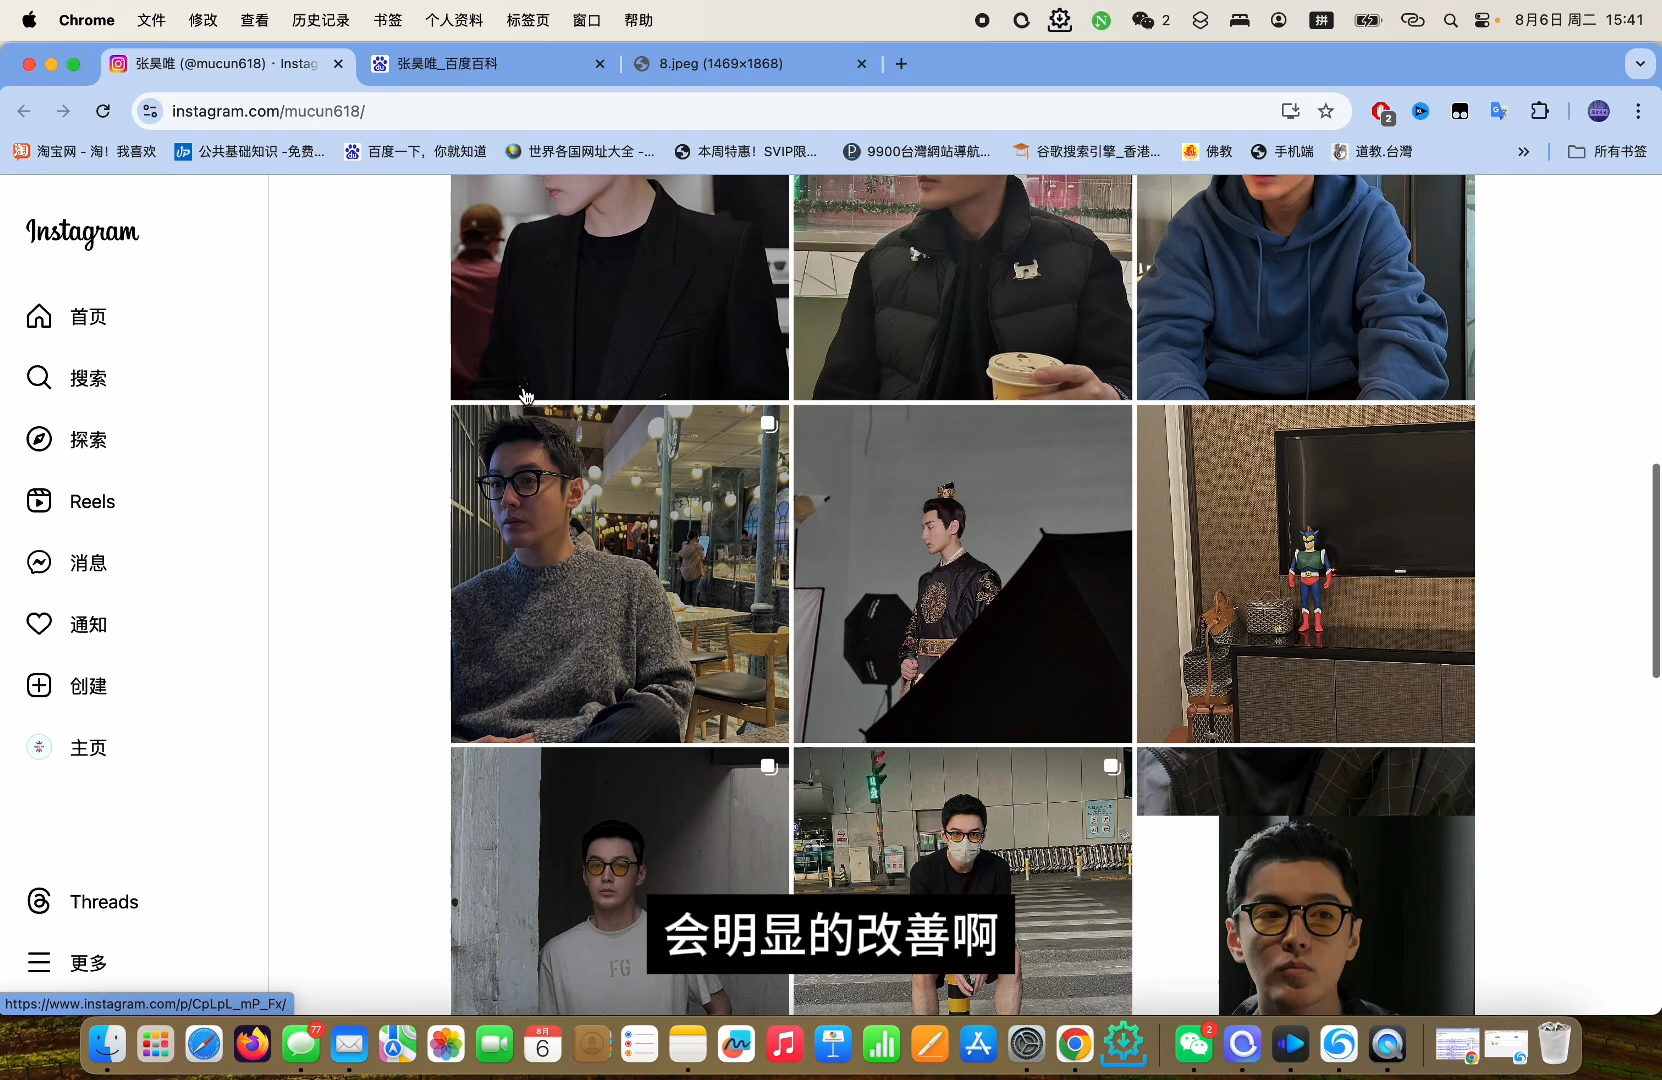 Chrome 文件 修改 查看 历史记录 书签 个人资料 标签页 窗口 帮助 2 拼 8月6日 周二 15:41
张昊唯 (@mucun618) · Instag 张昊唯_百度百科 8.jpeg (1469×1868)
instagram.com/mucun618/ 2
淘宝网 - 淘！我喜欢 公共基础知识 -免费... 百度一下，你就知道 世界各国网址大全 -... 本周特惠！SVIP限... 9900台灣網站導航... 谷歌搜索引擎_香港... 佛教 手机端 道教.台灣 所有书签
Instagram
首页
搜索
探索
Reels
消息
通知
创建
主页
Threads
更多
FG
会明显的改善啊
https://www.instagram.com/p/CpLpL_mP_Fx/
77 8月 6 2